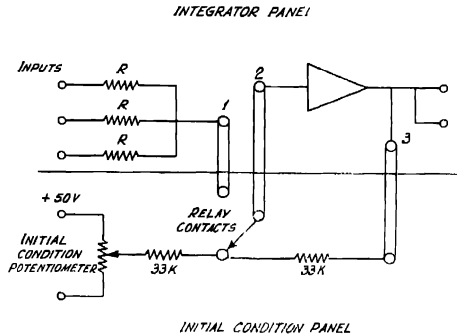 INTEGRATOR PANEL
INPUTS
R
R
R
1
2
3
+50V
INITIAL
CONDITION
POTENTIOMETER
33K
RELAY
CONTACTS
33K
INITIAL CONDITION PANEL